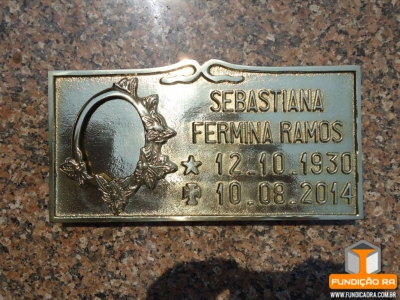 SEBASTIANA
FERMINA RAMOS
12.10.1930
10.08.2014
FUNDIÇÃO RA
WWW.FUNDICAORA.COM.BR